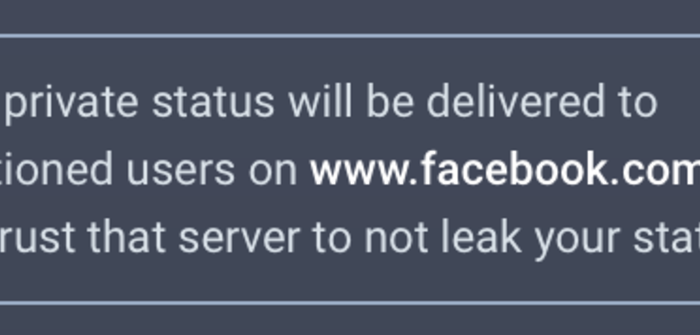 private status will be delivered to
tioned users on www.facebook.com
rust that server to not leak your stat